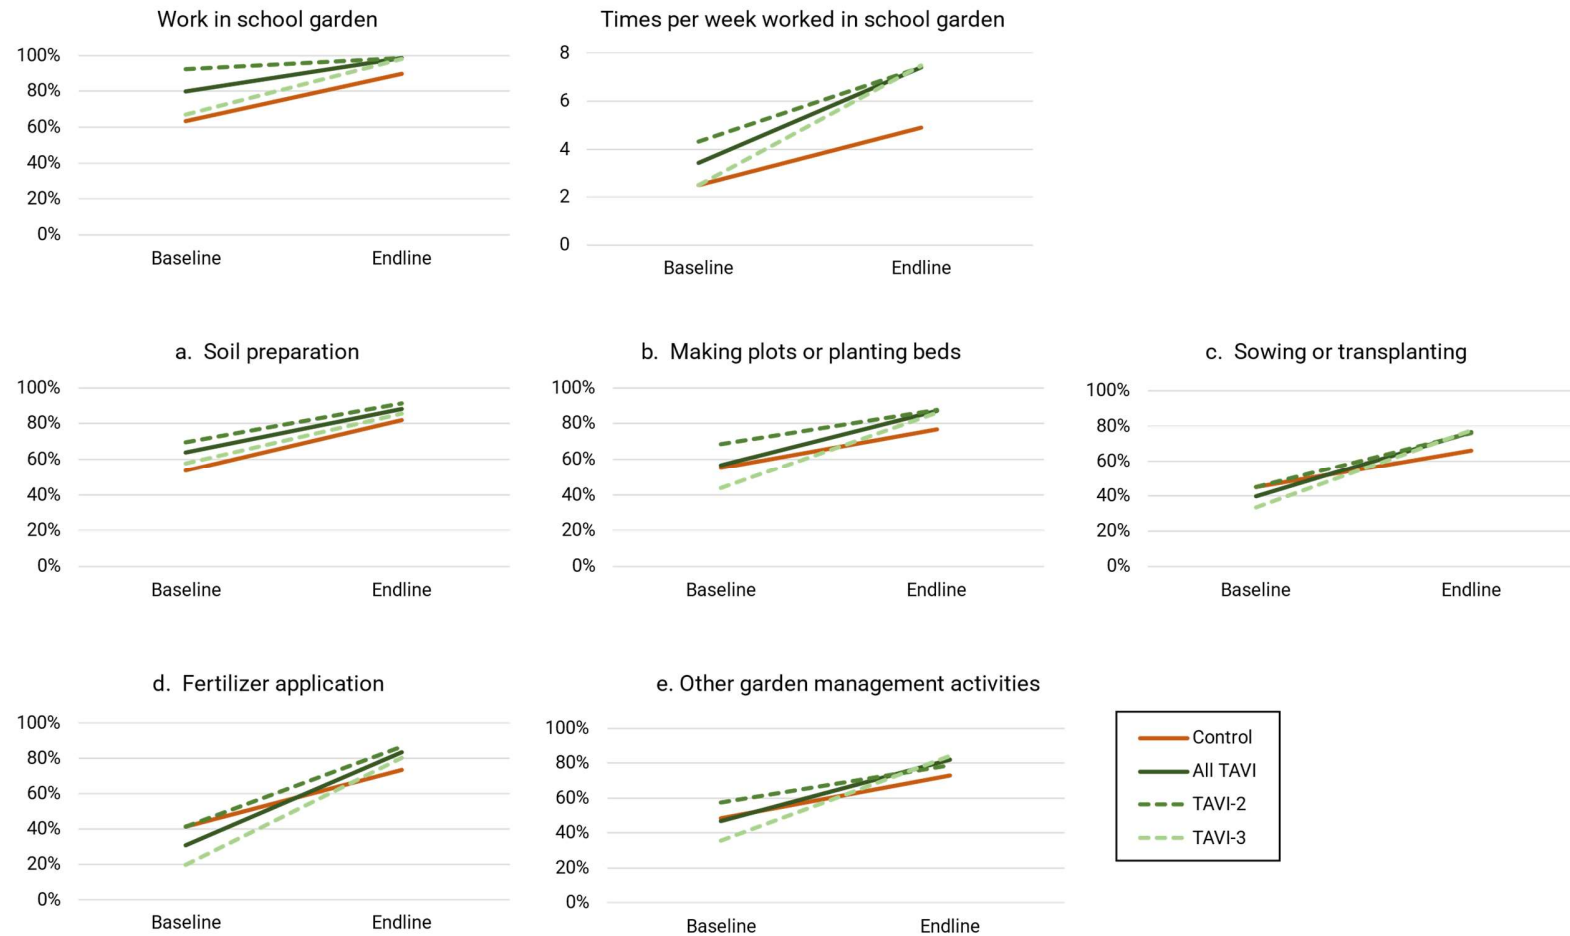 Work in school garden
100%
80%
60%
40%
20%
0%
Baseline Endline
Times per week worked in school garden
8
6
4
2
0
Baseline Endline
a. Soil preparation
100%
80%
60%
40%
20%
0%
Baseline Endline
b. Making plots or planting beds
100%
80%
60%
40%
20%
0%
Baseline Endline
c. Sowing or transplanting
100%
80%
60%
40%
20%
0%
Baseline Endline
d. Fertilizer application
100%
80%
60%
40%
20%
0%
Baseline Endline
e. Other garden management activities
100%
80%
60%
40%
20%
0%
Baseline Endline
Control
All TAVI
TAVI-2
TAVI-3